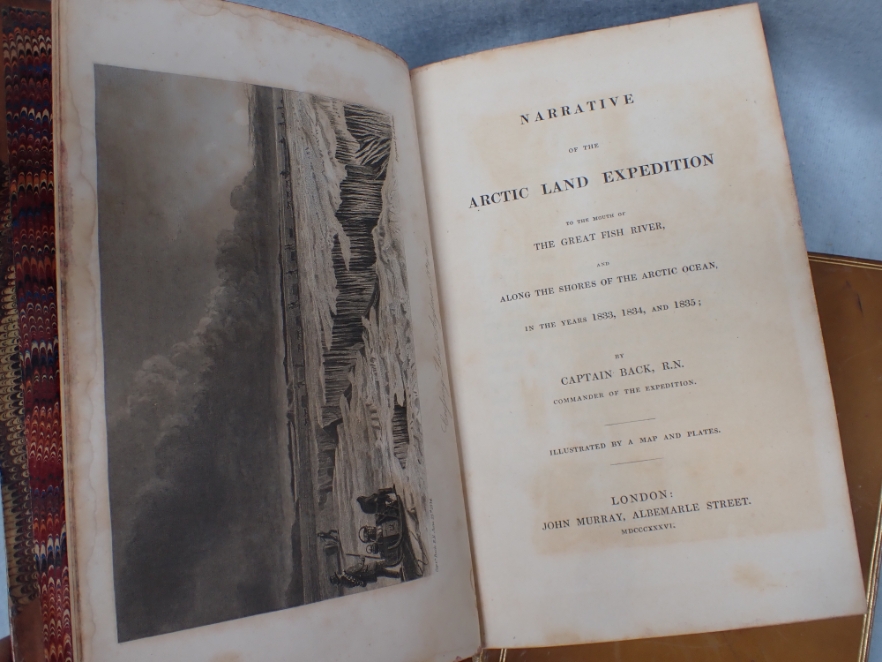 NARRATIVE
OF THE
ARCTIC LAND EXPEDITION
TO THE MOUTH OF
THE GREAT FISH RIVER,
AND
ALONG THE SHORES OF THE ARCTIC OCEAN,
IN THE YEARS 1833, 1834, AND 1835;
BY
CAPTAIN BACK, R.N.
COMMANDER OF THE EXPEDITION.
ILLUSTRATED BY A MAP AND PLATES.
LONDON:
JOHN MURRAY, ALBEMARLE STREET.
MDCCCXXXVI.